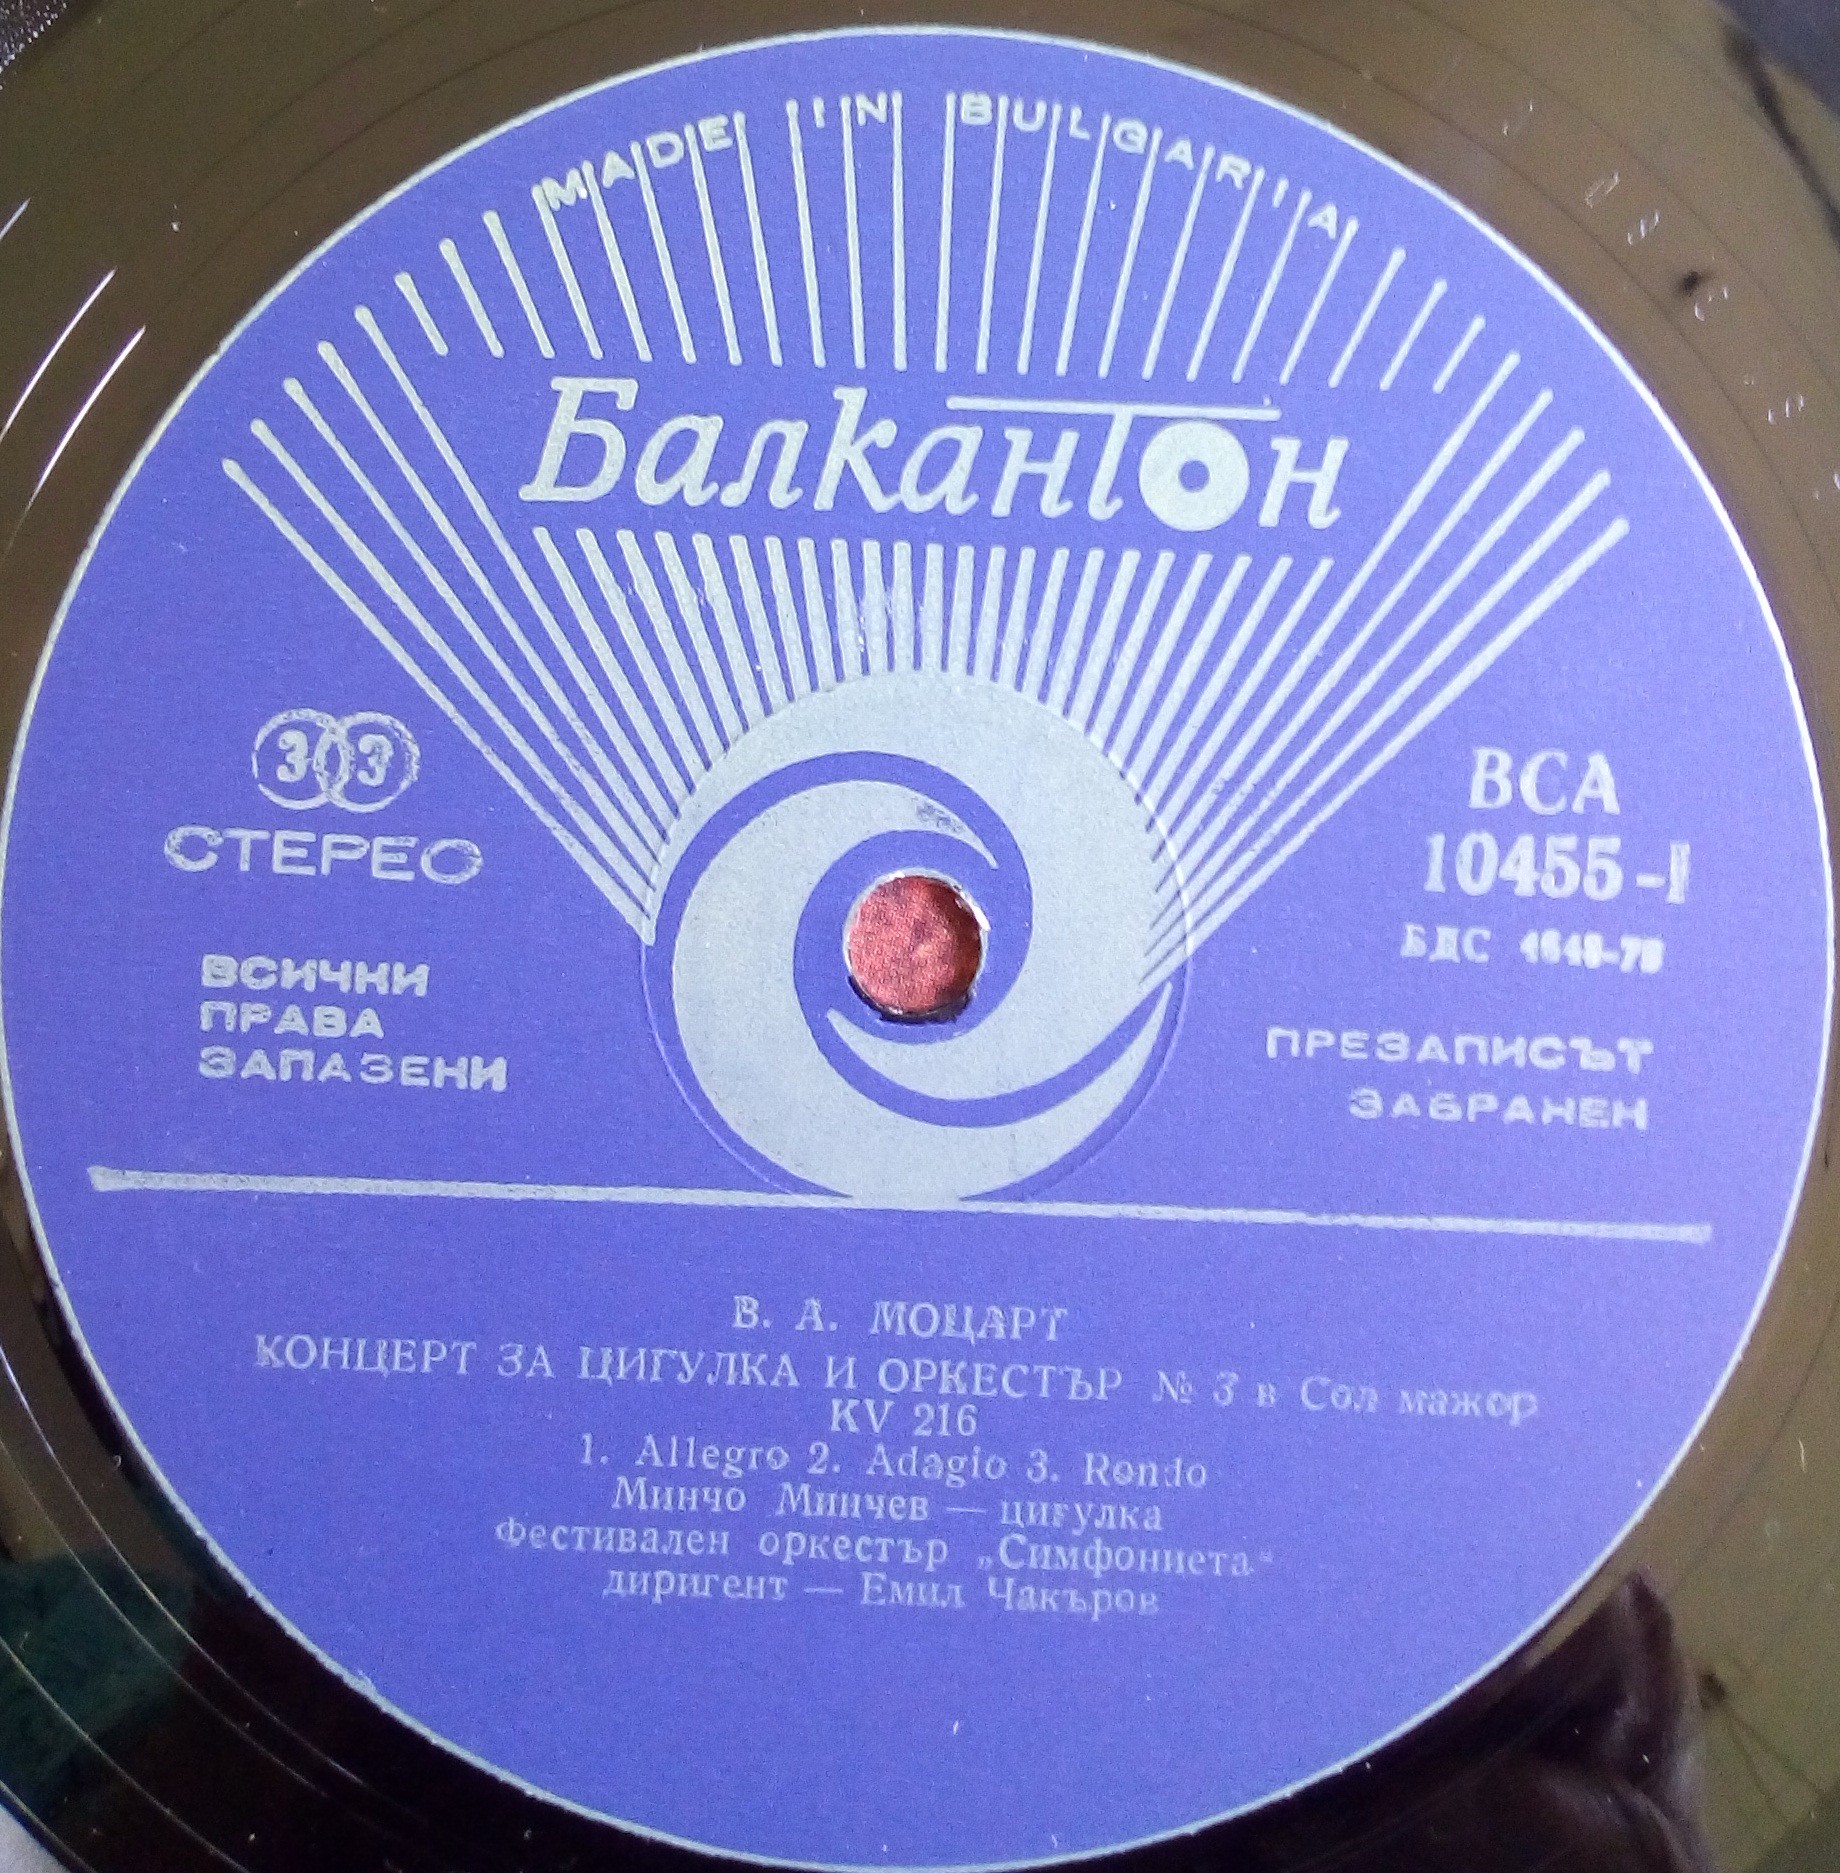 MADE IN BULGARIA
Балкантон
33
СТЕРЕО
ВСИЧКИ
ПРАВА
ЗАПАЗЕНИ
ВСА
10455-I
БДС
ПРЕЗАПИСЪТ
ЗАБРАНЕН
В. А. МОЦАРТ
КОНЦЕРТ ЗА ЦИГУЛКА И ОРКЕСТЪР № 3 в Сол мажор
KV 216
1. Allegro 2. Adagio 3. Rondo
Минчо Минчев — цигулка
Фестивален оркестър „Симфониета“
диригент — Емил Чакъров